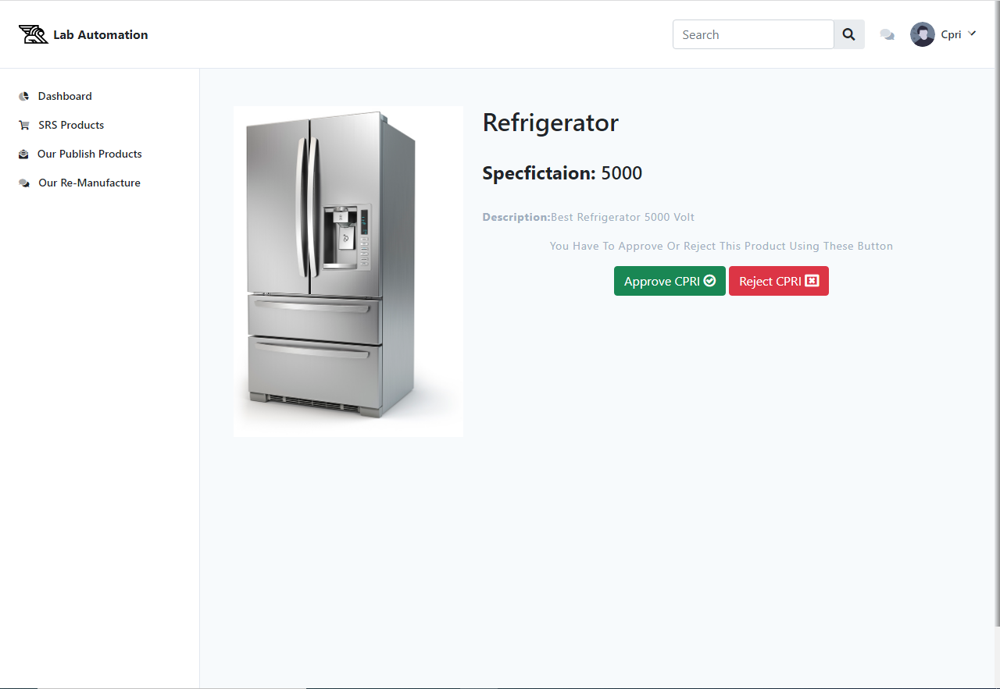 Lab Automation
Search
Cpri
Dashboard
SRS Products
Our Publish Products
Our Re-Manufacture
Refrigerator
Specfictaion: 5000
Description:Best Refrigerator 5000 Volt
You Have To Approve Or Reject This Product Using These Button
Approve CPRI
Reject CPRI